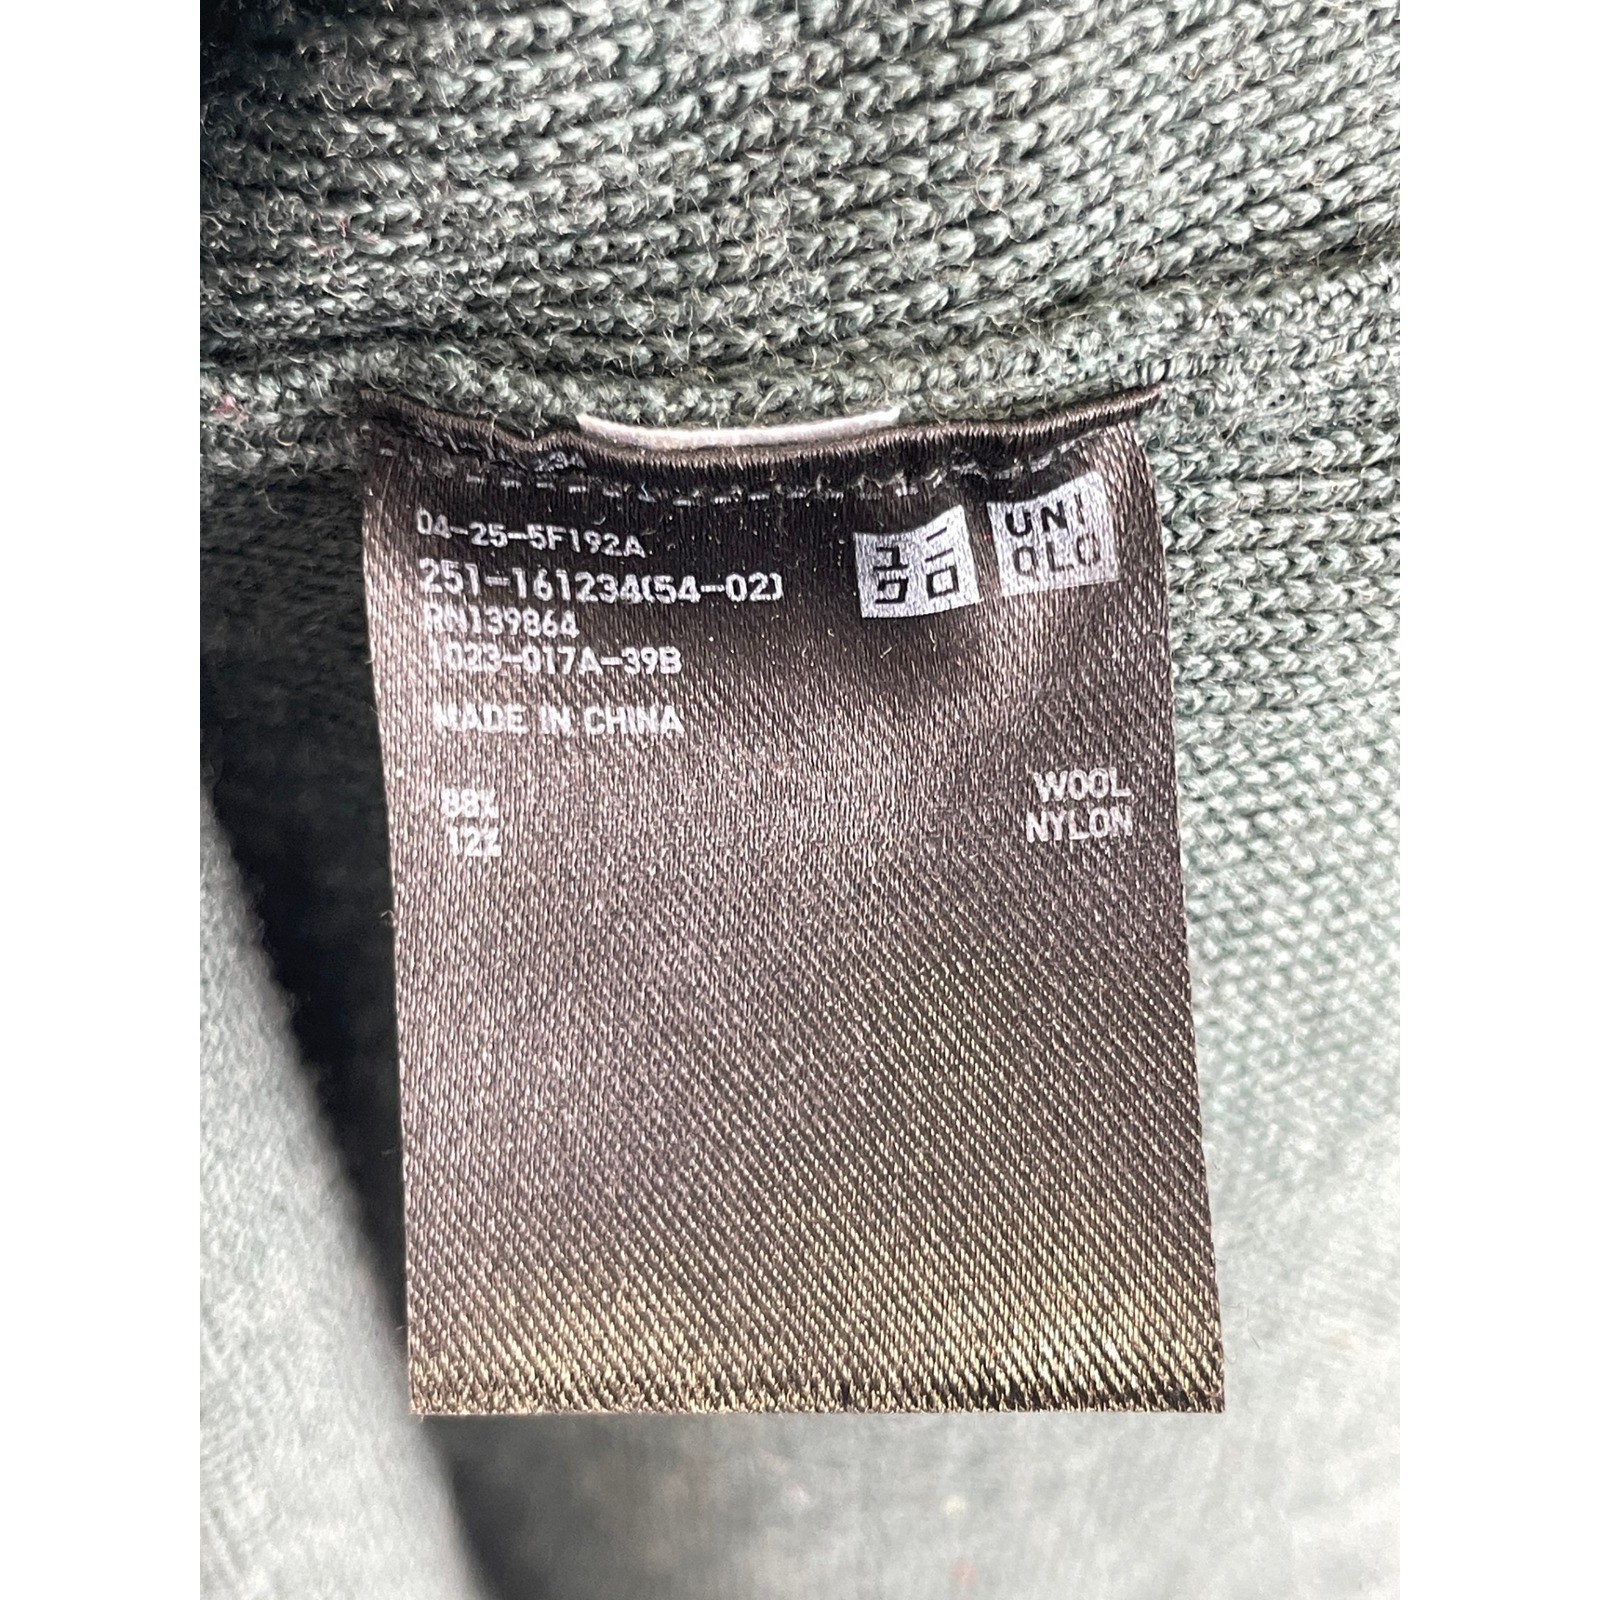 04-25-5F192A
251-161234(54-02)
RN139864
1023-017A-39B
MADE IN CHINA
ユニ
クロ
UNI
QLO
88% WOOL
12% NYLON